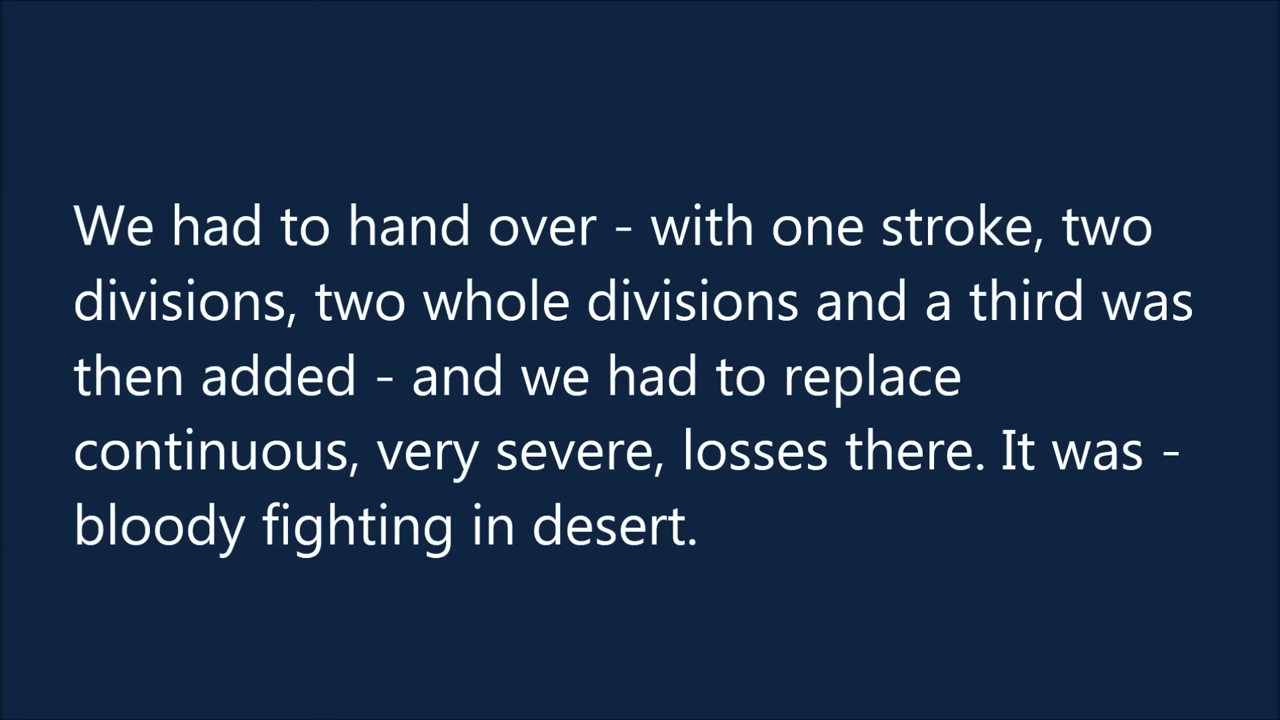 We had to hand over - with one stroke, two
divisions, two whole divisions and a third was
then added - and we had to replace
continuous, very severe, losses there. It was -
bloody fighting in desert.